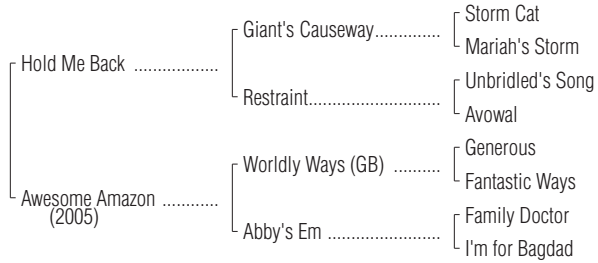 Storm Cat
Giant's Causeway..............
Mariah's Storm
Hold Me Back ..................
Unbridled's Song
Restraint............................
Avowal
Generous
Worldly Ways (GB) ..........
Fantastic Ways
Awesome Amazon ............
(2005)
Family Doctor
Abby's Em ........................
I'm for Bagdad